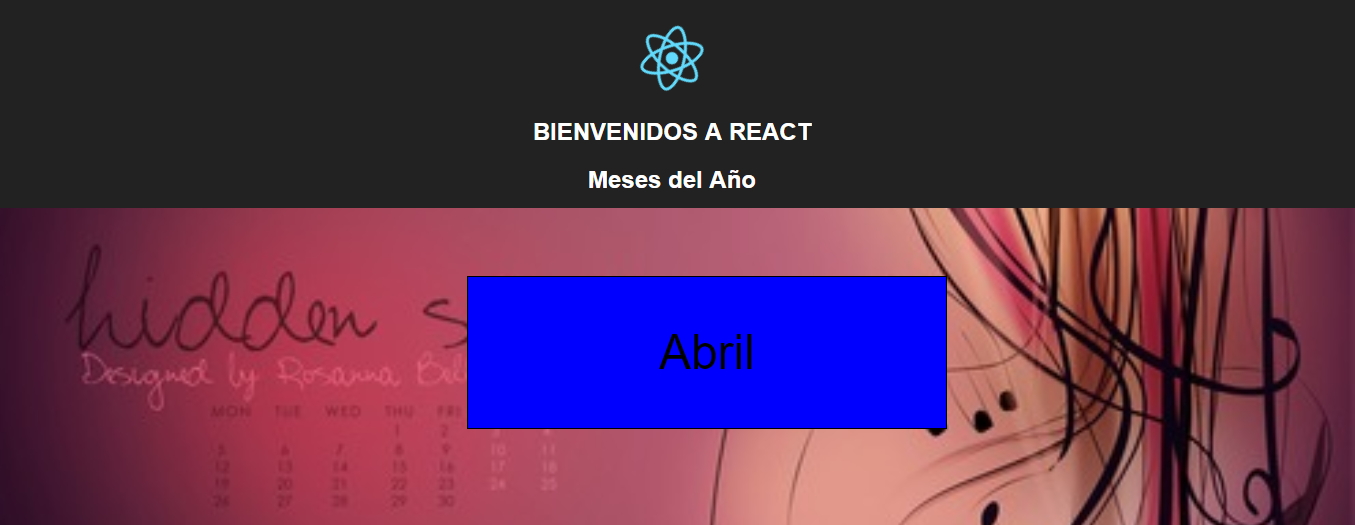 BIENVENIDOS A REACT
Meses del Año
hidden s
Abril
Designed by Rosanna Bel
MON TUE WED THU FRI
1 2 3 4
5 6 7 8 9 10 11
12 13 14 15 16 17 18
19 20 21 22 23 24 25
26 27 28 29 30